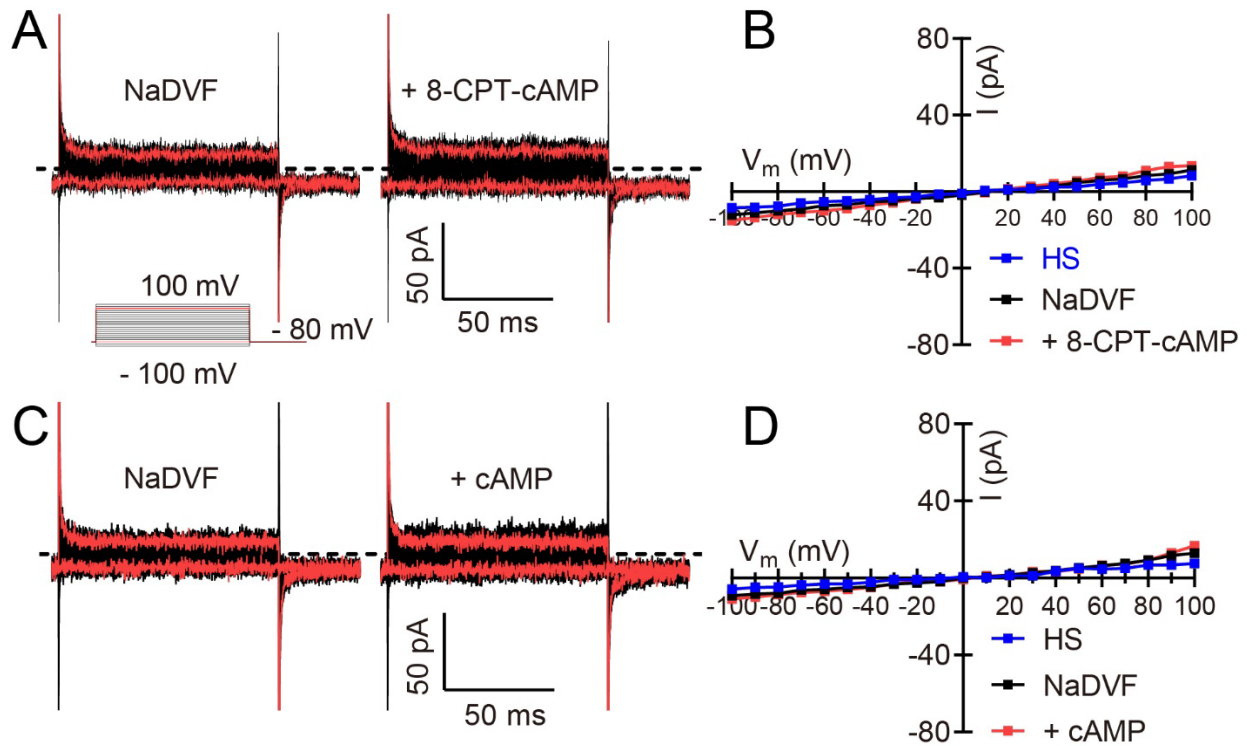 A
NaDVF
+ 8-CPT-cAMP
50 pA
50 ms
100 mV
- 80 mV
- 100 mV
B
80
40
-40
-80
I (pA)
Vm (mV)
-100 -80 -60 -40 -20 20 40 60 80 100
HS
NaDVF
+ 8-CPT-cAMP
C
NaDVF
+ cAMP
50 pA
50 ms
D
80
40
-40
-80
I (pA)
Vm (mV)
-100 -80 -60 -40 -20 20 40 60 80 100
HS
NaDVF
+ cAMP